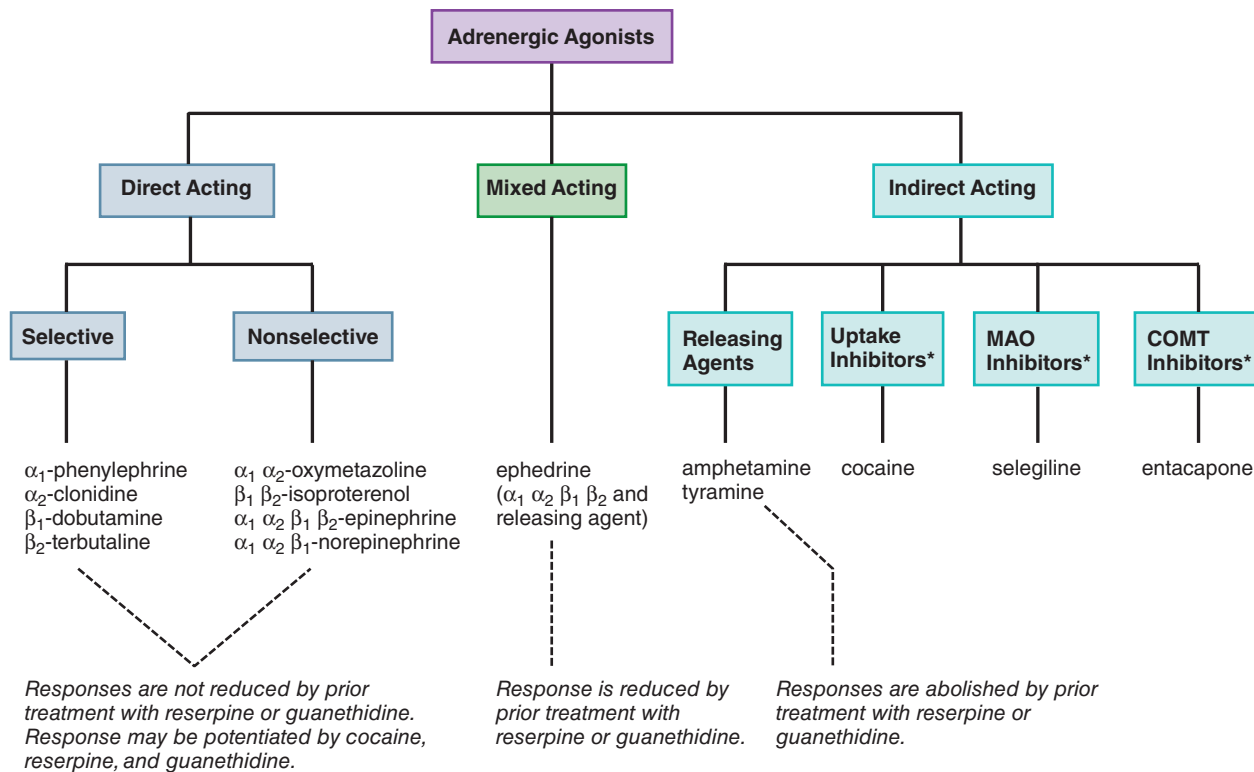 Adrenergic Agonists
Direct Acting
Mixed Acting
Indirect Acting
Selective
Nonselective
Releasing
Agents
Uptake
Inhibitors*
MAO
Inhibitors*
COMT
Inhibitors*
α₁-phenylephrine
α₂-clonidine
β₁-dobutamine
β₂-terbutaline
α₁ α₂-oxymetazoline
β₁ β₂-isoproterenol
α₁ α₂ β₁ β₂-epinephrine
α₁ α₂ β₁-norepinephrine
ephedrine
(α₁ α₂ β₁ β₂ and
releasing agent)
amphetamine
tyramine
cocaine
selegiline
entacapone
Responses are not reduced by prior
treatment with reserpine or guanethidine.
Response may be potentiated by cocaine,
reserpine, and guanethidine.
Response is reduced by
prior treatment with
reserpine or guanethidine.
Responses are abolished by prior
treatment with reserpine or
guanethidine.